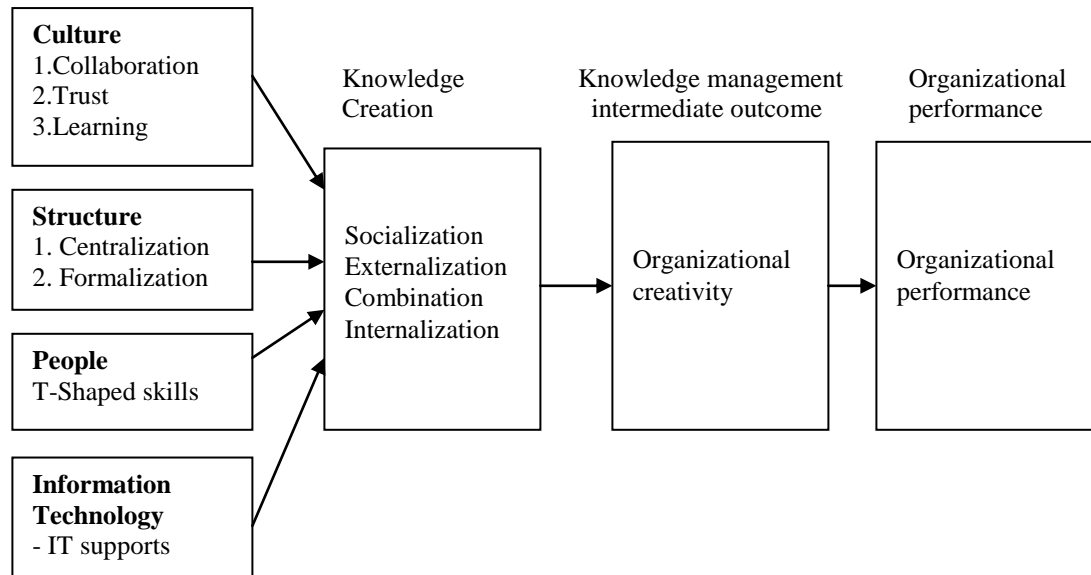 Culture
1.Collaboration
2.Trust
3.Learning
Structure
1. Centralization
2. Formalization
People
T-Shaped skills
Information
Technology
- IT supports
Knowledge
Creation
Socialization
Externalization
Combination
Internalization
Knowledge management
intermediate outcome
Organizational
creativity
Organizational
performance
Organizational
performance